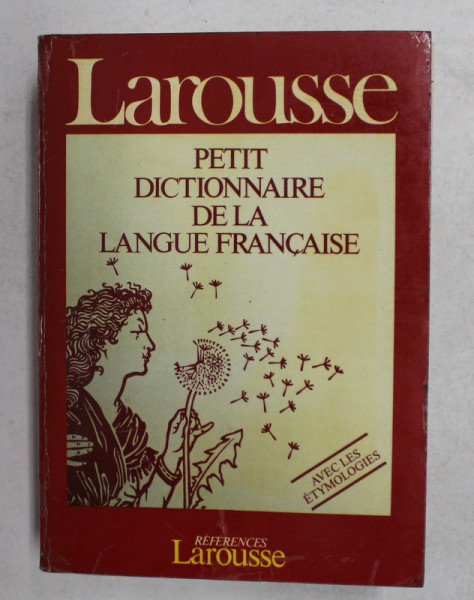 Larousse
PETIT
DICTIONNAIRE
DE LA
LANGUE FRANÇAISE
AVEC LES
ÉTYMOLOGIES
RÉFÉRENCES
Larousse